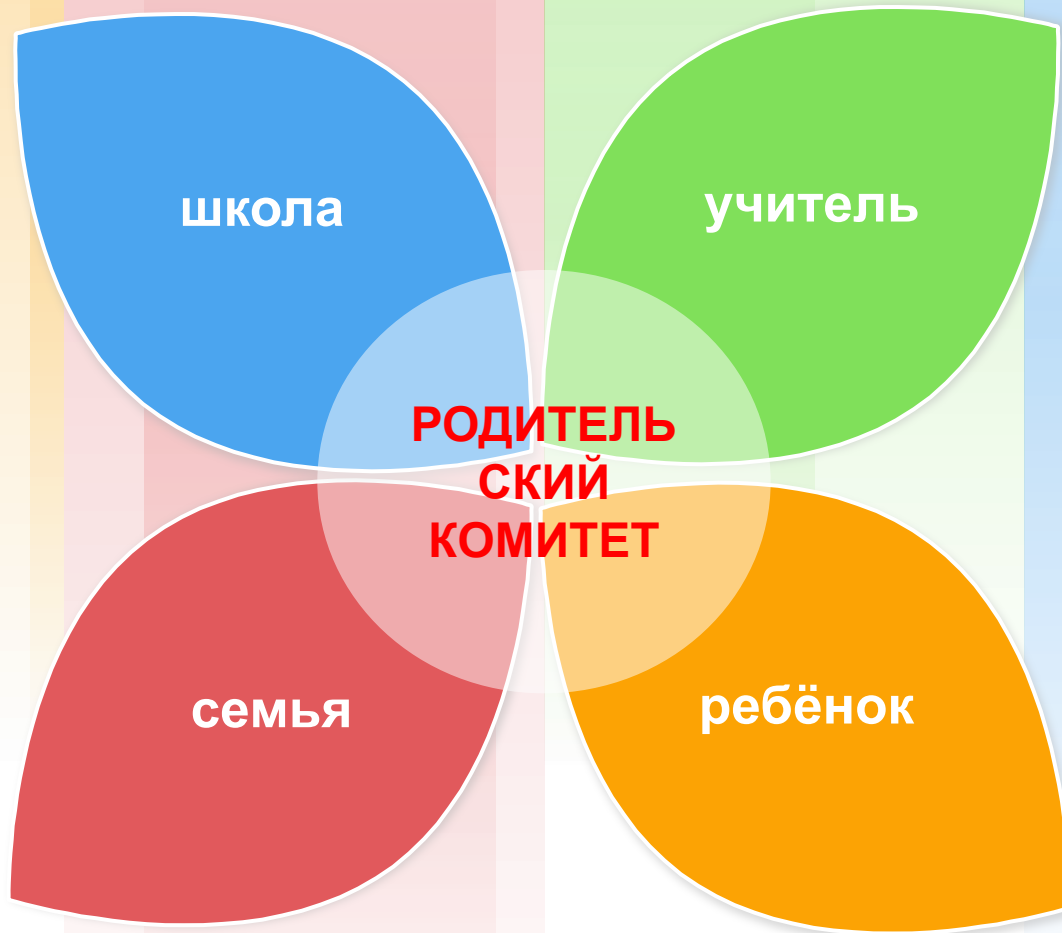 школа
учитель
РОДИТЕЛЬ
СКИЙ
КОМИТЕТ
семья
ребёнок